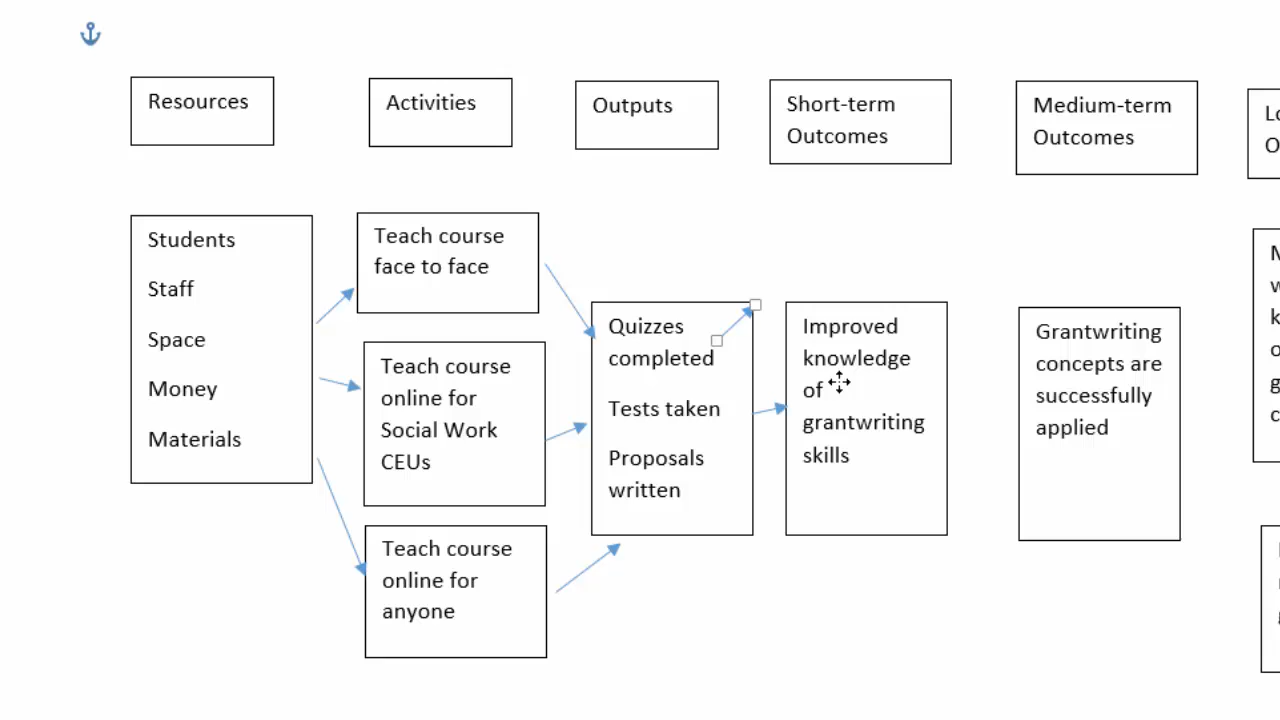 Resources
Activities
Outputs
Short-term
Outcomes
Medium-term
Outcomes
Students
Staff
Space
Money
Materials
Teach course
face to face
Teach course
online for
Social Work
CEUs
Teach course
online for
anyone
Quizzes
completed
Tests taken
Proposals
written
Improved
knowledge
of
grantwriting
skills
Grantwriting
concepts are
successfully
applied